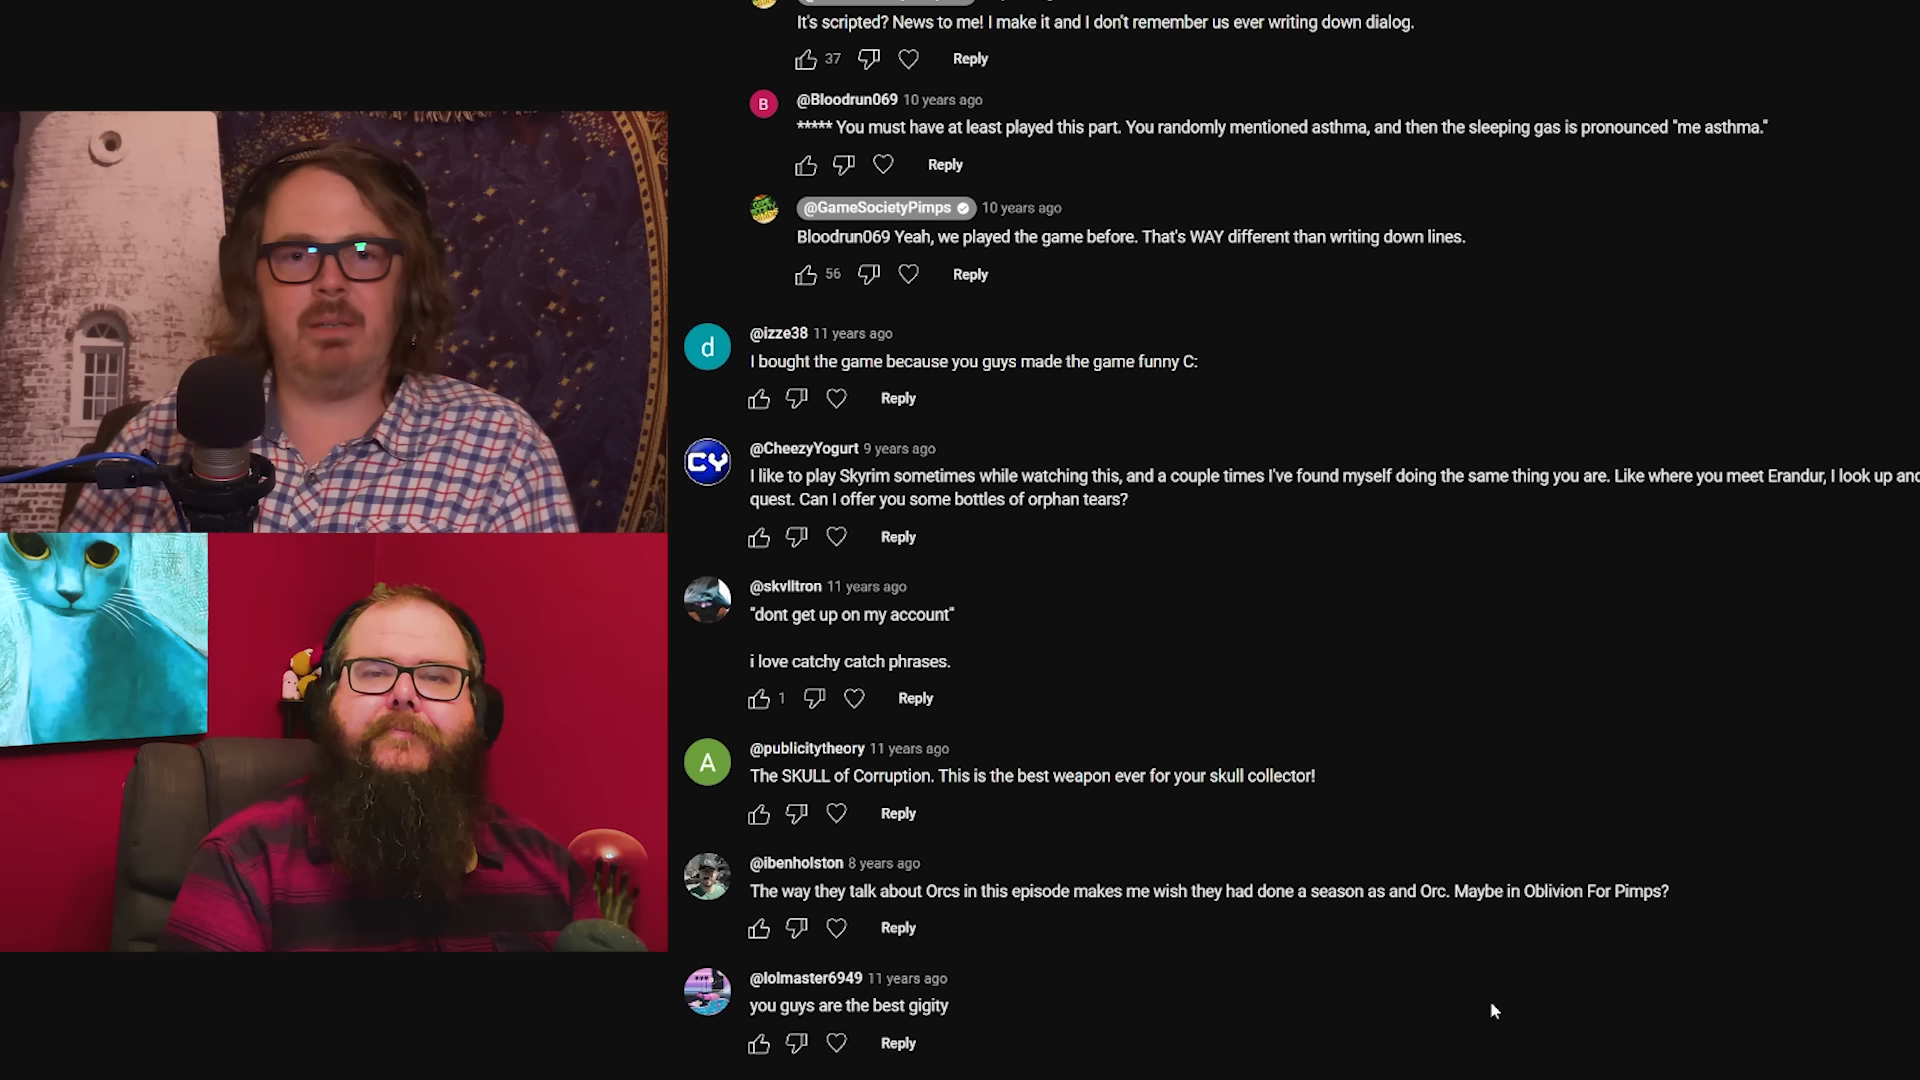 It's scripted? News to me! I make it and I don't remember us ever writing down dialog.
37 Reply
B @Bloodrun069 10 years ago
***** You must have at least played this part. You randomly mentioned asthma, and then the sleeping gas is pronounced "me asthma."
Reply
@GameSocietyPimps 10 years ago
Bloodrun069 Yeah, we played the game before. That's WAY different than writing down lines.
56 Reply
d @izze38 11 years ago
I bought the game because you guys made the game funny C:
Reply
CY @CheezyYogurt 9 years ago
I like to play Skyrim sometimes while watching this, and a couple times I've found myself doing the same thing you are. Like where you meet Erandur, I look up and
quest. Can I offer you some bottles of orphan tears?
Reply
@skvlltron 11 years ago
"dont get up on my account"
i love catchy catch phrases.
1 Reply
A @publicitytheory 11 years ago
The SKULL of Corruption. This is the best weapon ever for your skull collector!
Reply
@ibenholston 8 years ago
The way they talk about Orcs in this episode makes me wish they had done a season as and Orc. Maybe in Oblivion For Pimps?
Reply
@lolmaster6949 11 years ago
you guys are the best gigity
Reply